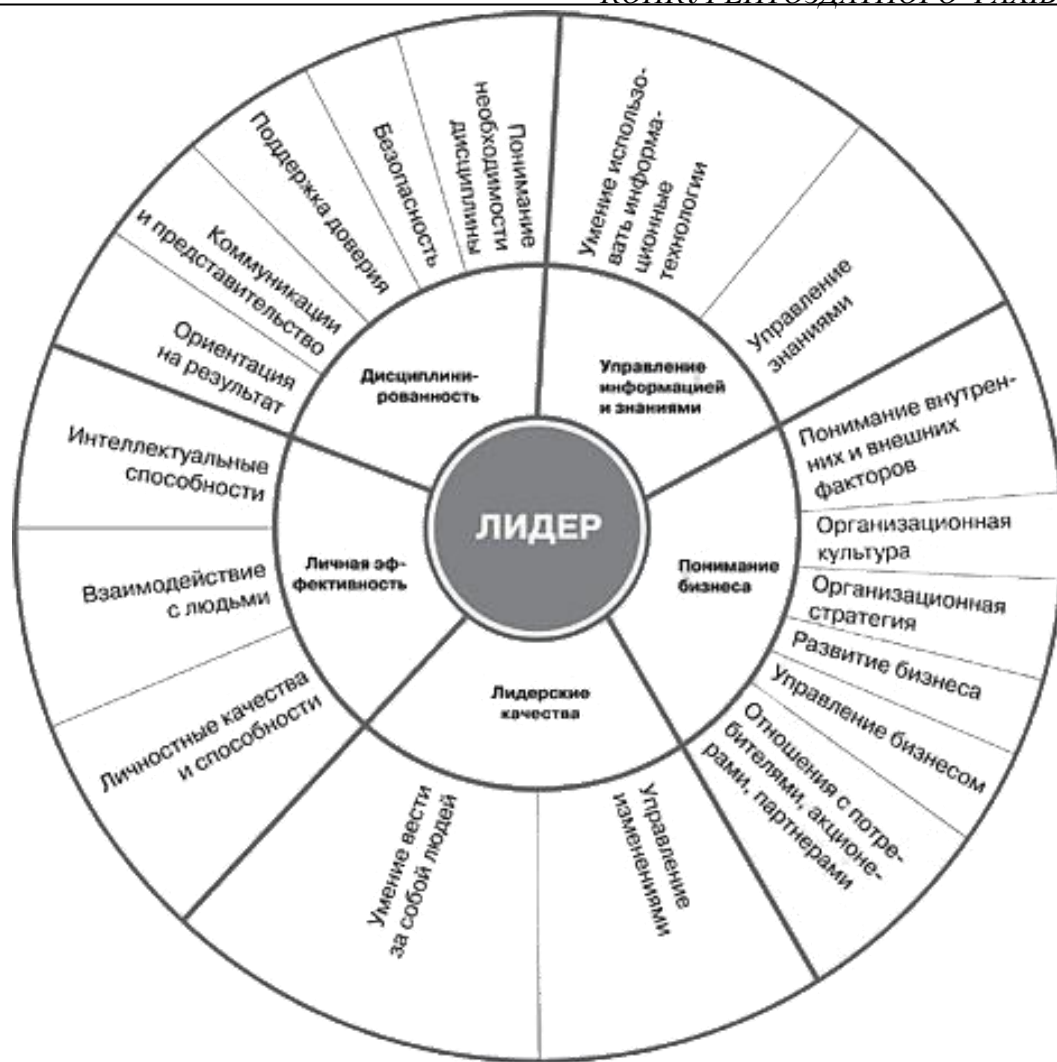 Поддержка доверия
Безопасность
Понимание
необходимости
дисциплины
Умение использо-
вать информа-
ционные
технологии
Управление
знаниями
Коммуникации
и представительство
Ориентация
на результат
Дисциплини-
рованность
Управление
информацией
и знаниями
Интеллектуальные
способности
Понимание внутрен-
них и внешних
факторов
ЛИДЕР
Организационная
культура
Взаимодействие
с людьми
Личная эф-
фективность
Понимание
бизнеса
Организационная
стратегия
Развитие бизнеса
Управление бизнесом
Личностные качества
и способности
Лидерские
качества
Отношения с потре-
бителями, акционе-
рами, партнерами
Умение вести
за собой людей
Управление
изменениями